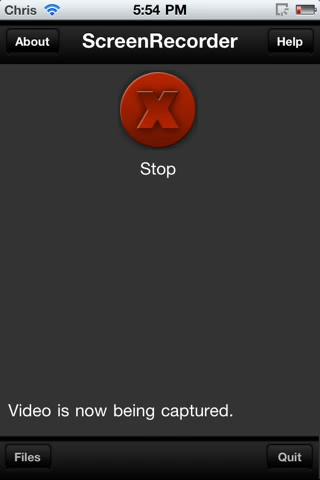 Chris 5:54 PM
About ScreenRecorder Help
X
Stop
Video is now being captured.
Files Quit